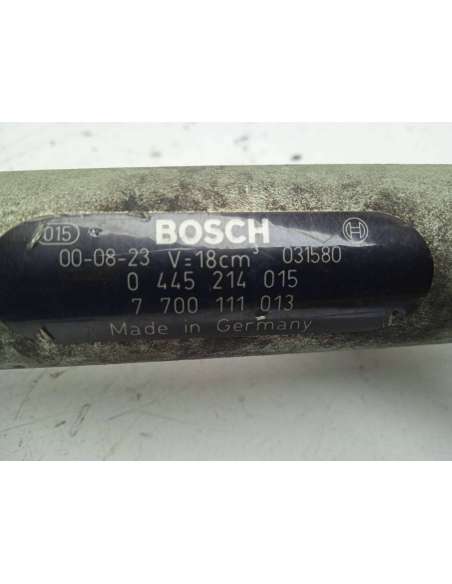 015 BOSCH
00-08-23 V=18cm³ 031580
0 445 214 015
7 700 111 013
Made in Germany